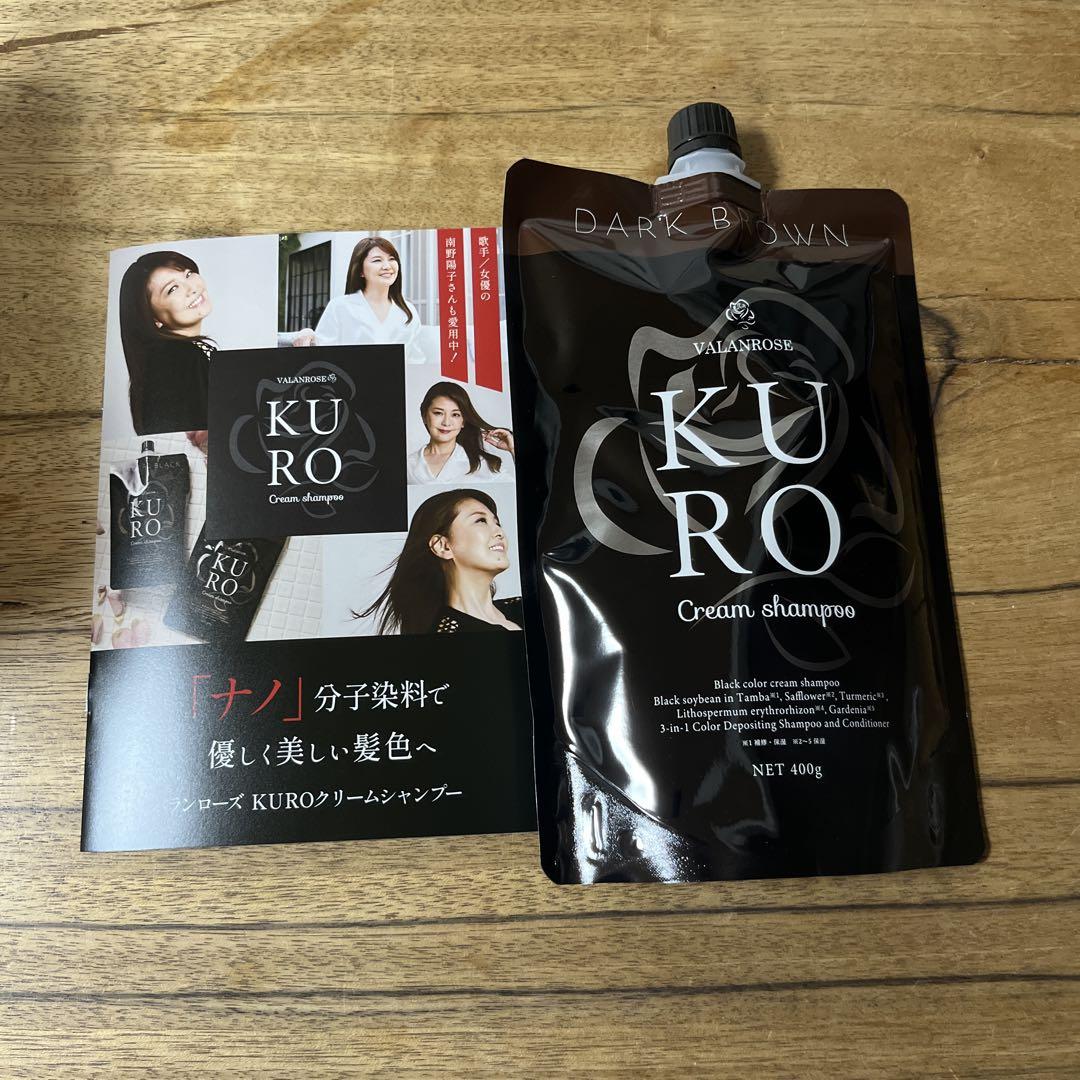 歌手/女優の
南野陽子さんも愛用中!
VALANROSE
KU
RO
Cream shampoo
BLACK
KU
RO
Cream shampoo
KU
RO
「ナノ」分子染料で
優しく美しい髪色へ
ランローズ KUROクリームシャンプー
DARK BROWN
VALANROSE
KU
RO
Cream shampoo
Black color cream shampoo
Black soybean in Tamba※1, Safflower※2, Turmeric※3,
Lithospermum erythrorhizon※4, Gardenia※5
3-in-1 Color Depositing Shampoo and Conditioner
※1 補修・保湿 ※2~5 保湿
NET 400g